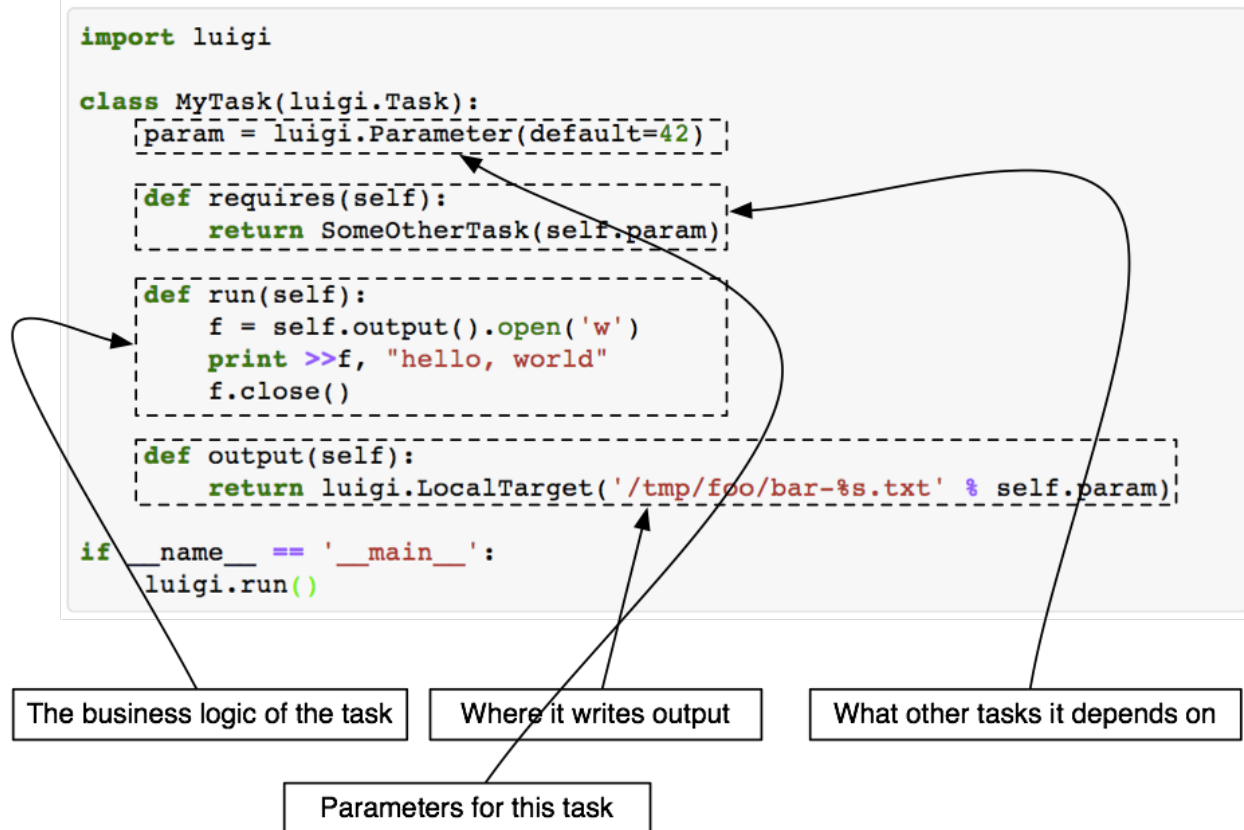 import luigi
class MyTask(luigi.Task):
param = luigi.Parameter(default=42)
def requires(self):
return SomeOtherTask(self.param)
def run(self):
f = self.output().open('w')
print >>f, "hello, world"
f.close()
def output(self):
return luigi.LocalTarget('/tmp/foo/bar-%s.txt' % self.param)
if __name__ == '__main__':
luigi.run()
The business logic of the task
Where it writes output
What other tasks it depends on
Parameters for this task